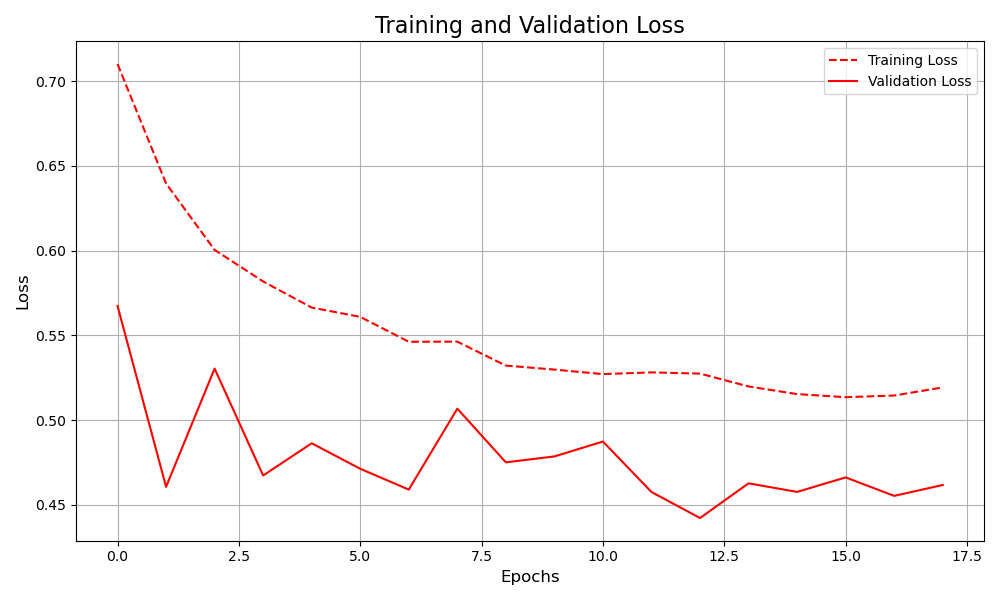 Training and Validation Loss
Training Loss
Validation Loss
Loss
0.70
0.65
0.60
0.55
0.50
0.45
0.0 2.5 5.0 7.5 10.0 12.5 15.0 17.5
Epochs